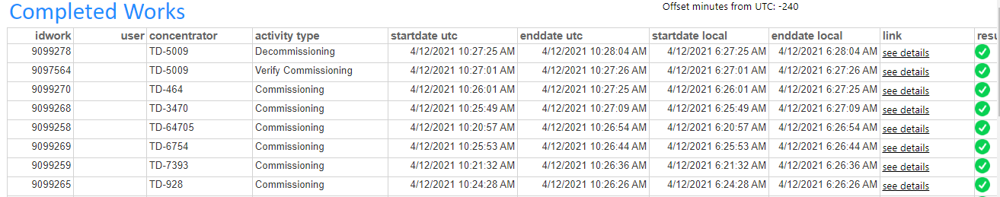 Completed Works
Offset minutes from UTC: -240
idwork user concentrator activity type startdate utc enddate utc startdate local enddate local link resu
9099278 TD-5009 Decommissioning 4/12/2021 10:27:25 AM 4/12/2021 10:28:04 AM 4/12/2021 6:27:25 AM 4/12/2021 6:28:04 AM see details
9097564 TD-5009 Verify Commissioning 4/12/2021 10:27:01 AM 4/12/2021 10:27:26 AM 4/12/2021 6:27:01 AM 4/12/2021 6:27:26 AM see details
9099270 TD-464 Commissioning 4/12/2021 10:26:01 AM 4/12/2021 10:27:25 AM 4/12/2021 6:26:01 AM 4/12/2021 6:27:25 AM see details
9099268 TD-3470 Commissioning 4/12/2021 10:25:49 AM 4/12/2021 10:27:09 AM 4/12/2021 6:25:49 AM 4/12/2021 6:27:09 AM see details
9099258 TD-64705 Commissioning 4/12/2021 10:20:57 AM 4/12/2021 10:26:54 AM 4/12/2021 6:20:57 AM 4/12/2021 6:26:54 AM see details
9099269 TD-6754 Commissioning 4/12/2021 10:25:53 AM 4/12/2021 10:26:44 AM 4/12/2021 6:25:53 AM 4/12/2021 6:26:44 AM see details
9099259 TD-7393 Commissioning 4/12/2021 10:21:32 AM 4/12/2021 10:26:36 AM 4/12/2021 6:21:32 AM 4/12/2021 6:26:36 AM see details
9099265 TD-928 Commissioning 4/12/2021 10:24:28 AM 4/12/2021 10:26:26 AM 4/12/2021 6:24:28 AM 4/12/2021 6:26:26 AM see details